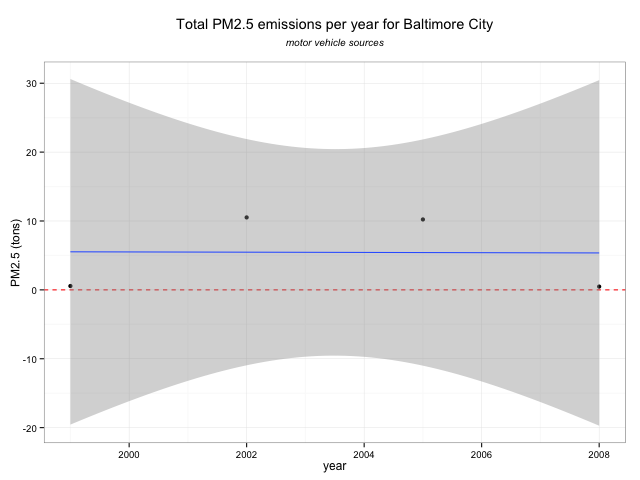 Total PM2.5 emissions per year for Baltimore City
motor vehicle sources
PM2.5 (tons)
30
20
10
0
-10
-20
2000
2002
2004
2006
2008
year